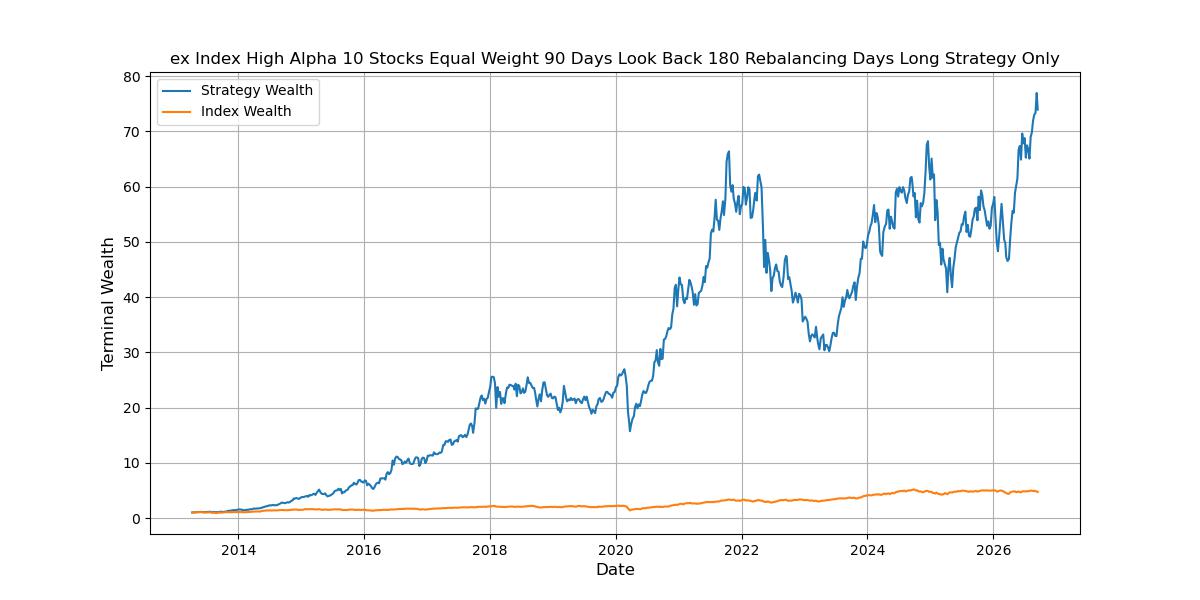 ex Index High Alpha 10 Stocks Equal Weight 90 Days Look Back 180 Rebalancing Days Long Strategy Only
Strategy Wealth
Index Wealth
Terminal Wealth
80
70
60
50
40
30
20
10
0
2014 2016 2018 2020 2022 2024 2026
Date